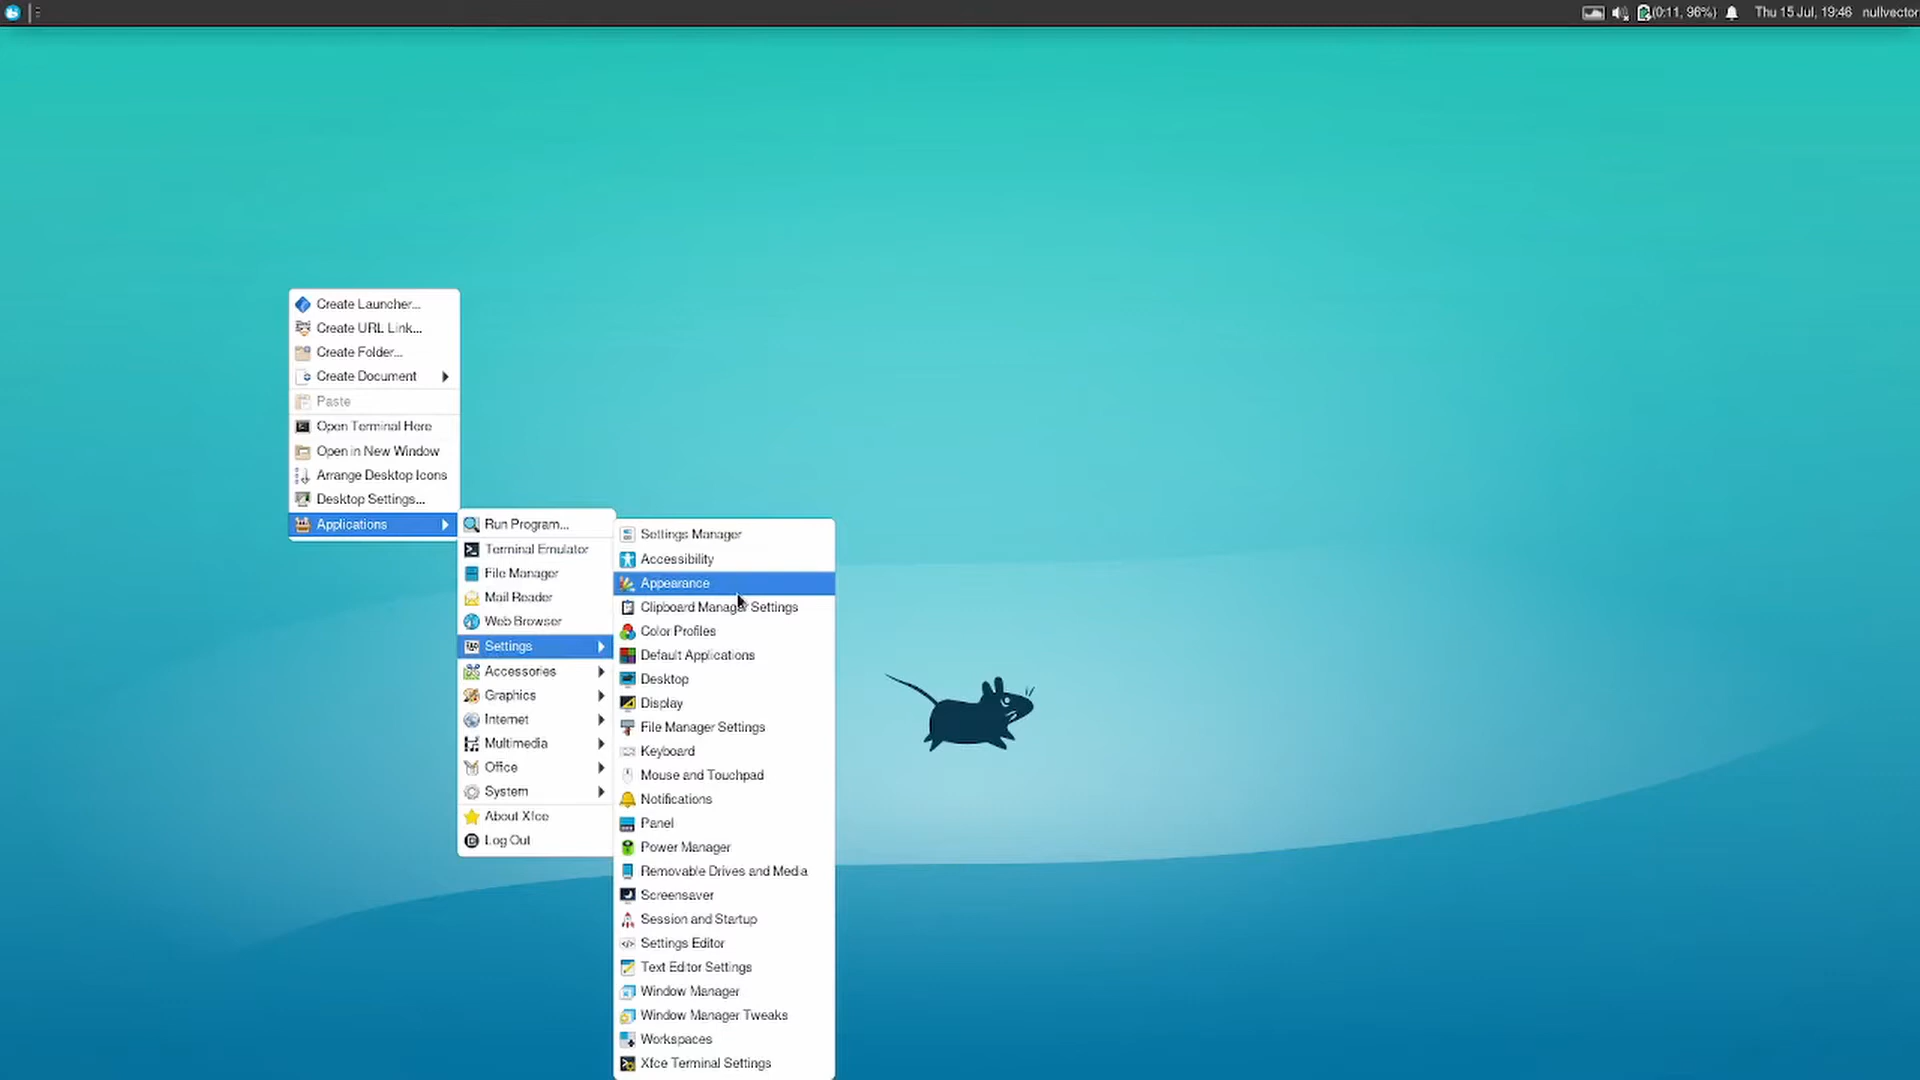 (0:11, 96%) Thu 15 Jul, 19:46 nullvector
Create Launcher...
Create URL Link...
Create Folder...
Create Document
Paste
Open Terminal Here
Open in New Window
Arrange Desktop Icons
Desktop Settings...
Applications
Run Program...
Terminal Emulator
File Manager
Mail Reader
Web Browser
Settings
Accessories
Graphics
Internet
Multimedia
Office
System
About Xfce
Log Out
Settings Manager
Accessibility
Appearance
Clipboard Manager Settings
Color Profiles
Default Applications
Desktop
Display
File Manager Settings
Keyboard
Mouse and Touchpad
Notifications
Panel
Power Manager
Removable Drives and Media
Screensaver
Session and Startup
Settings Editor
Text Editor Settings
Window Manager
Window Manager Tweaks
Workspaces
Xfce Terminal Settings